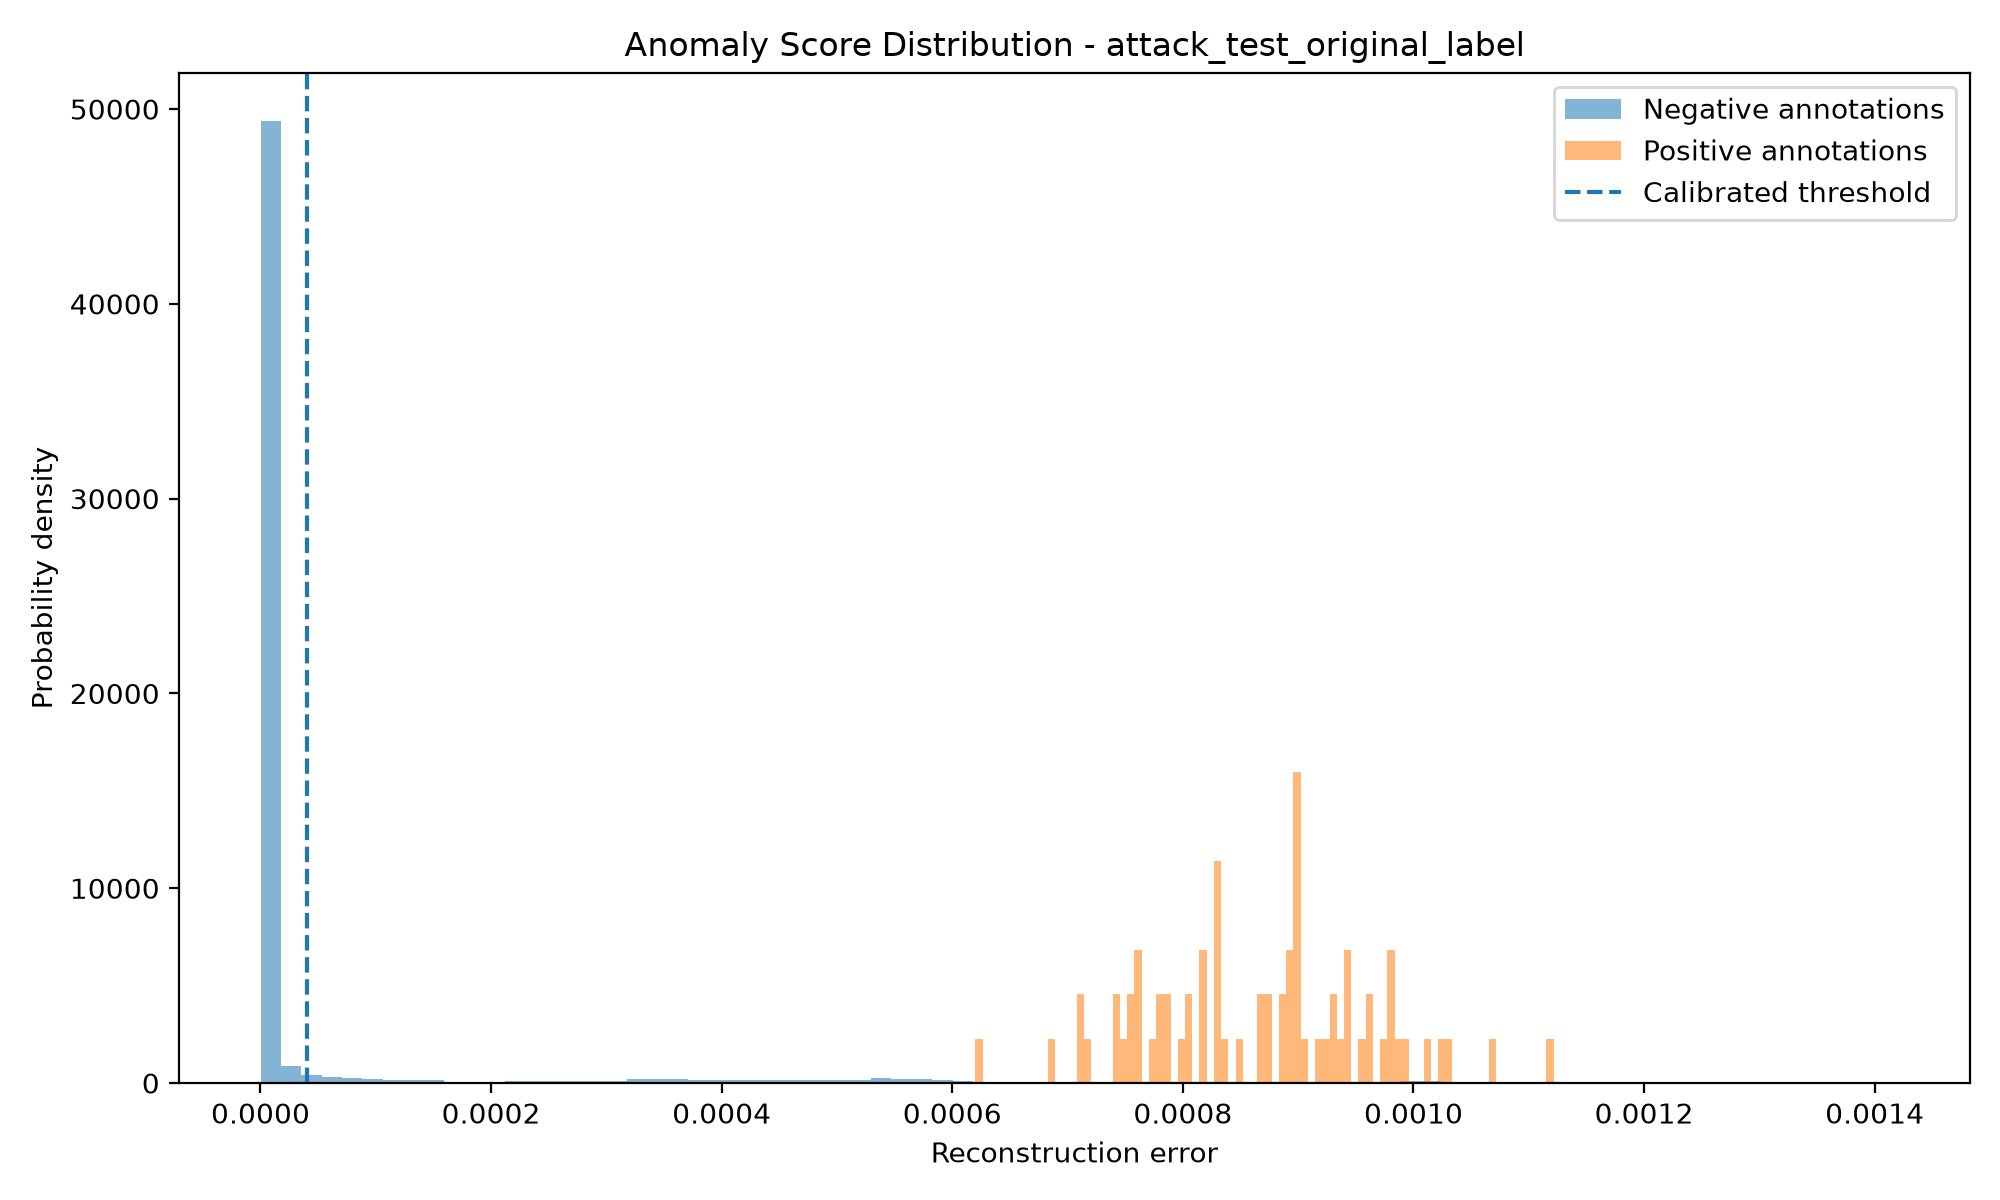 Anomaly Score Distribution - attack_test_original_label
Negative annotations
Positive annotations
Calibrated threshold
Probability density
50000
40000
30000
20000
10000
0
0.0000 0.0002 0.0004 0.0006 0.0008 0.0010 0.0012 0.0014
Reconstruction error